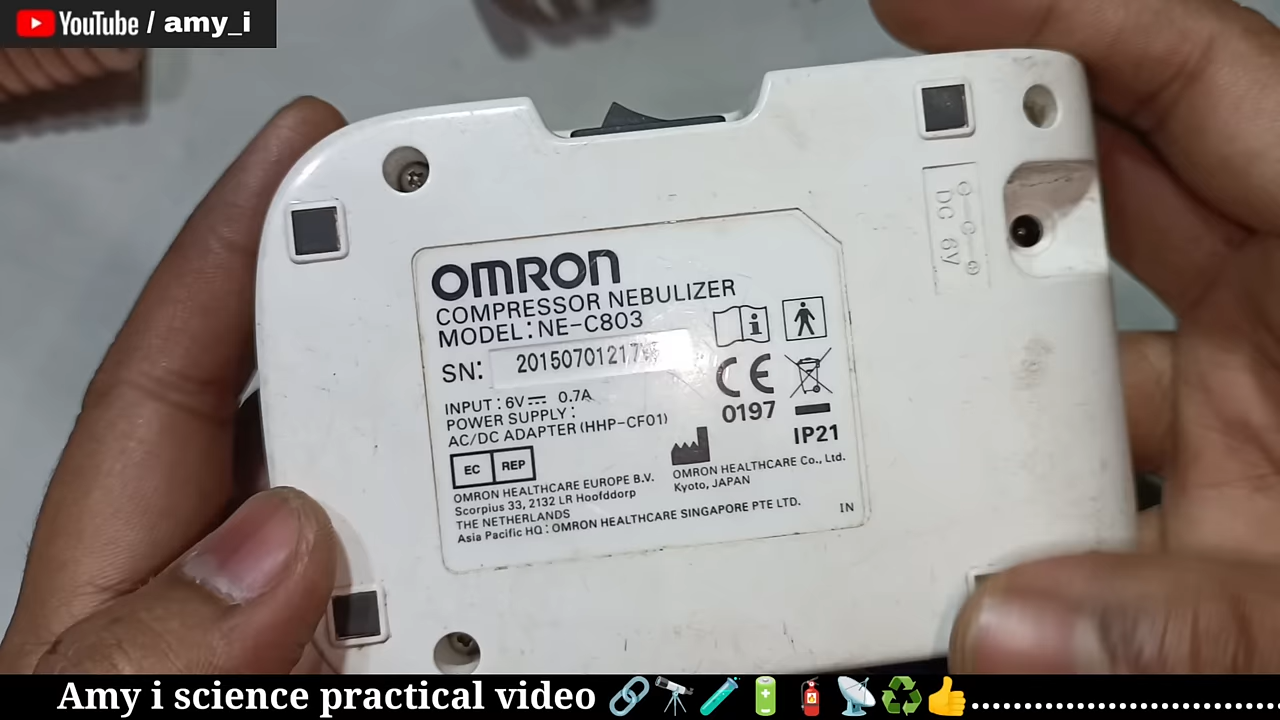 YouTube / amy_i
OMRON
COMPRESSOR NEBULIZER
MODEL: NE-C803
SN: 20150701217
INPUT: 6V 0.7A
POWER SUPPLY:
AC/DC ADAPTER (HHP-CF01)
EC REP
OMRON HEALTHCARE EUROPE B.V.
Scorpius 33, 2132 LR Hoofddorp
THE NETHERLANDS
Asia Pacific HQ: OMRON HEALTHCARE SINGAPORE PTE LTD.
i
CE
0197
IP21
OMRON HEALTHCARE Co., Ltd.
Kyoto, JAPAN
IN
DC 6V
Amy i science practical video